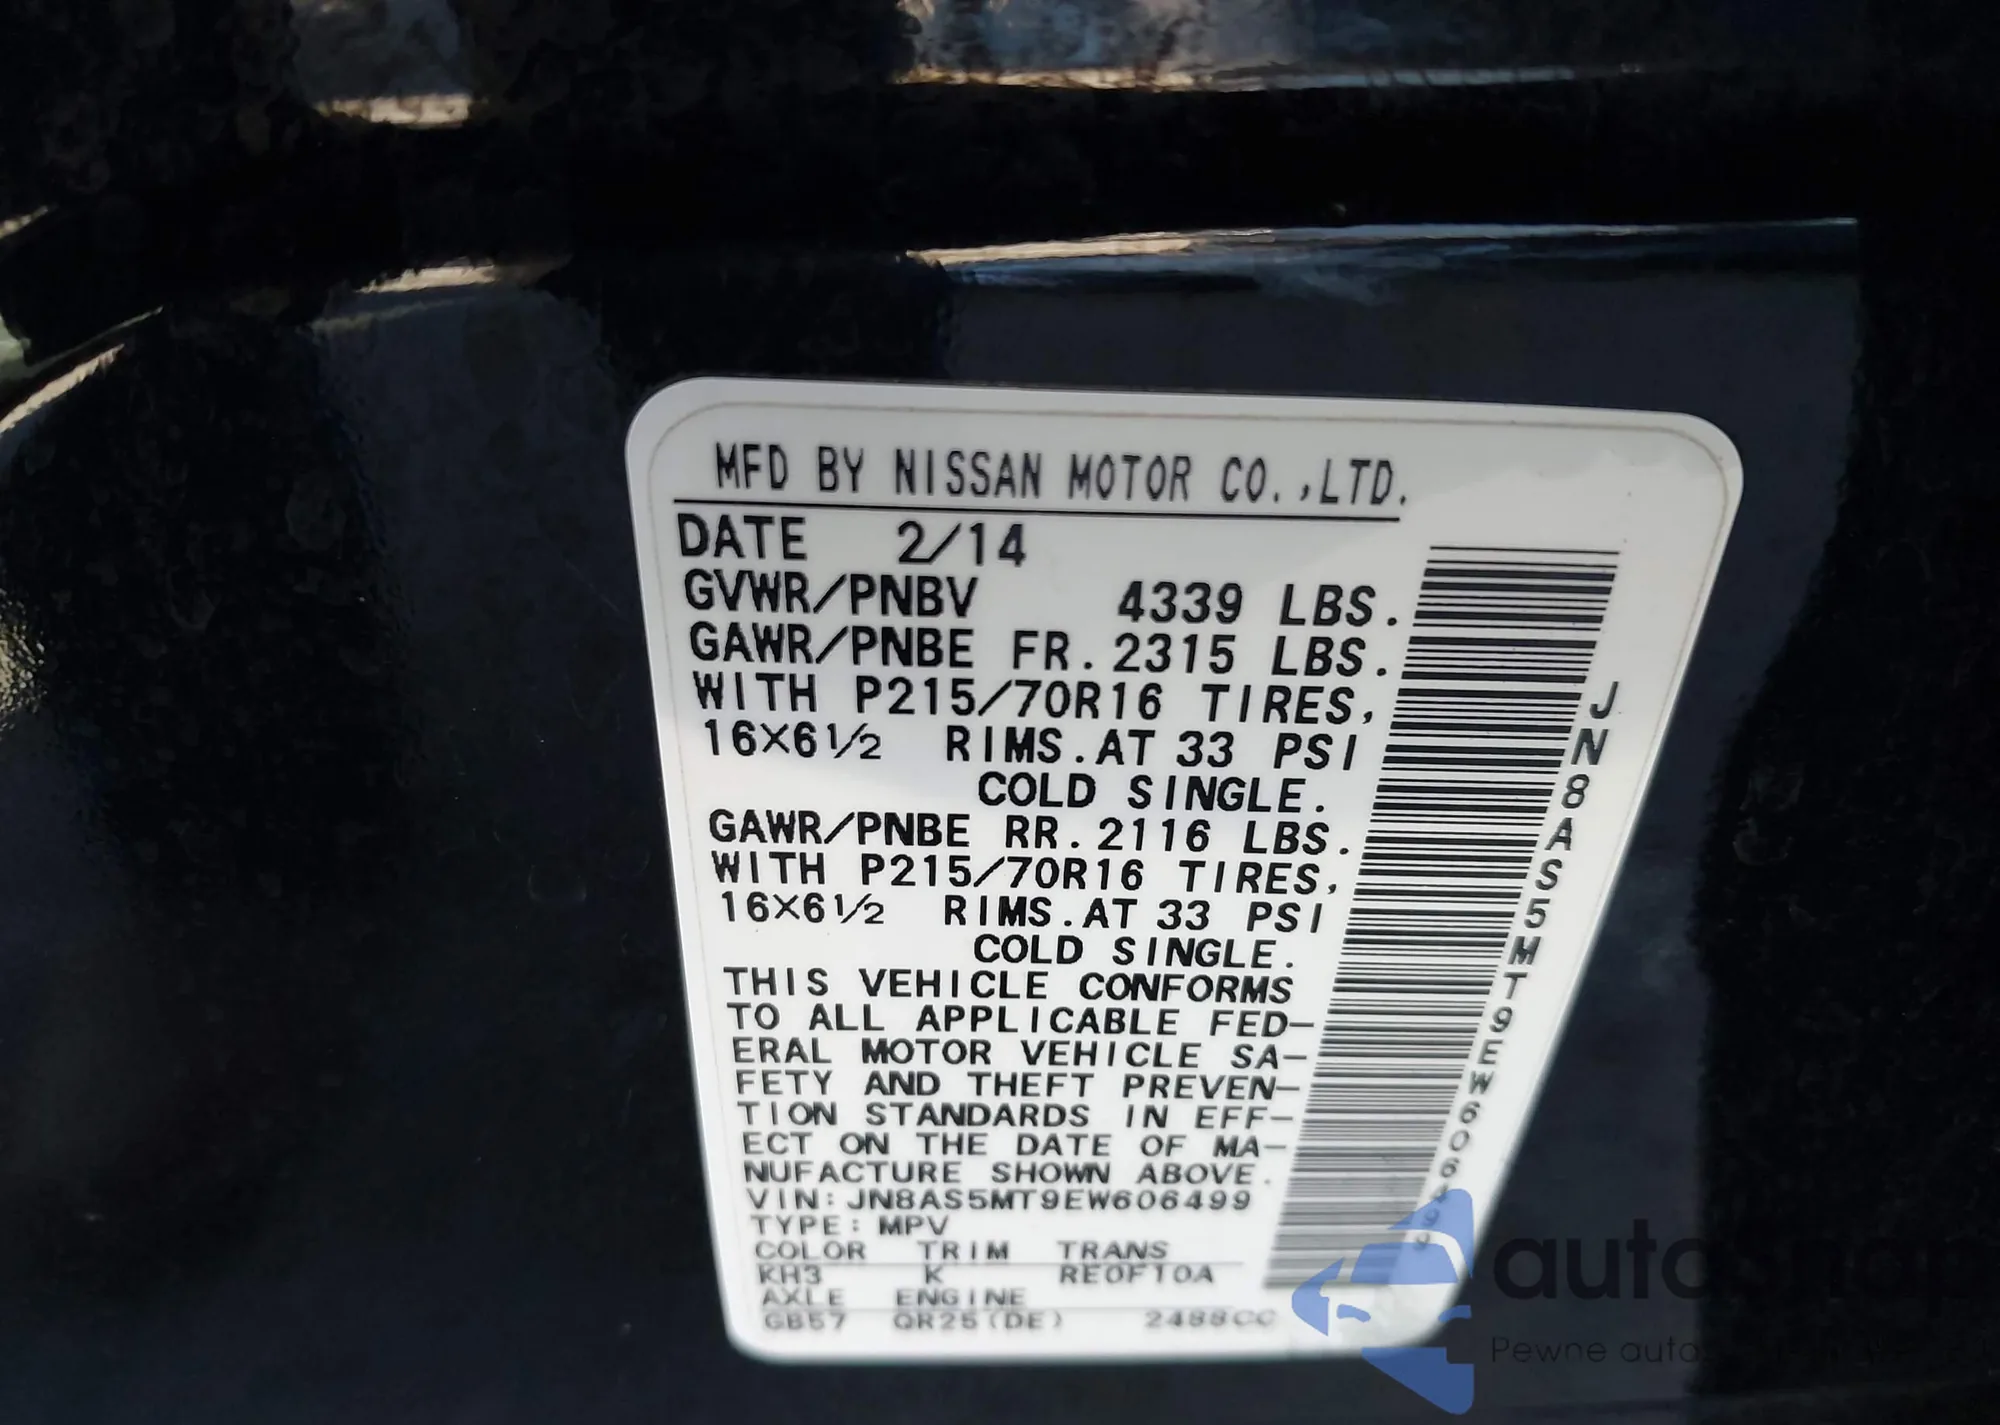 MFD BY NISSAN MOTOR CO.,LTD.
DATE 2/14
GVWR/PNBV 4339 LBS.
GAWR/PNBE FR.2315 LBS.
WITH P215/70R16 TIRES,
16×6½ RIMS.AT 33 PSI
COLD SINGLE.
GAWR/PNBE RR.2116 LBS.
WITH P215/70R16 TIRES,
16×6½ RIMS.AT 33 PSI
COLD SINGLE.
THIS VEHICLE CONFORMS
TO ALL APPLICABLE FED-
ERAL MOTOR VEHICLE SA-
FETY AND THEFT PREVEN-
TION STANDARDS IN EFF-
ECT ON THE DATE OF MA-
NUFACTURE SHOWN ABOVE.
VIN:JN8AS5MT9EW606499
TYPE:MPV
COLOR TRIM TRANS
KH3 K RE0F10A
AXLE ENGINE
GB57 QR25(DE) 2488CC
JN8AS5MT9EW606499
Pewne